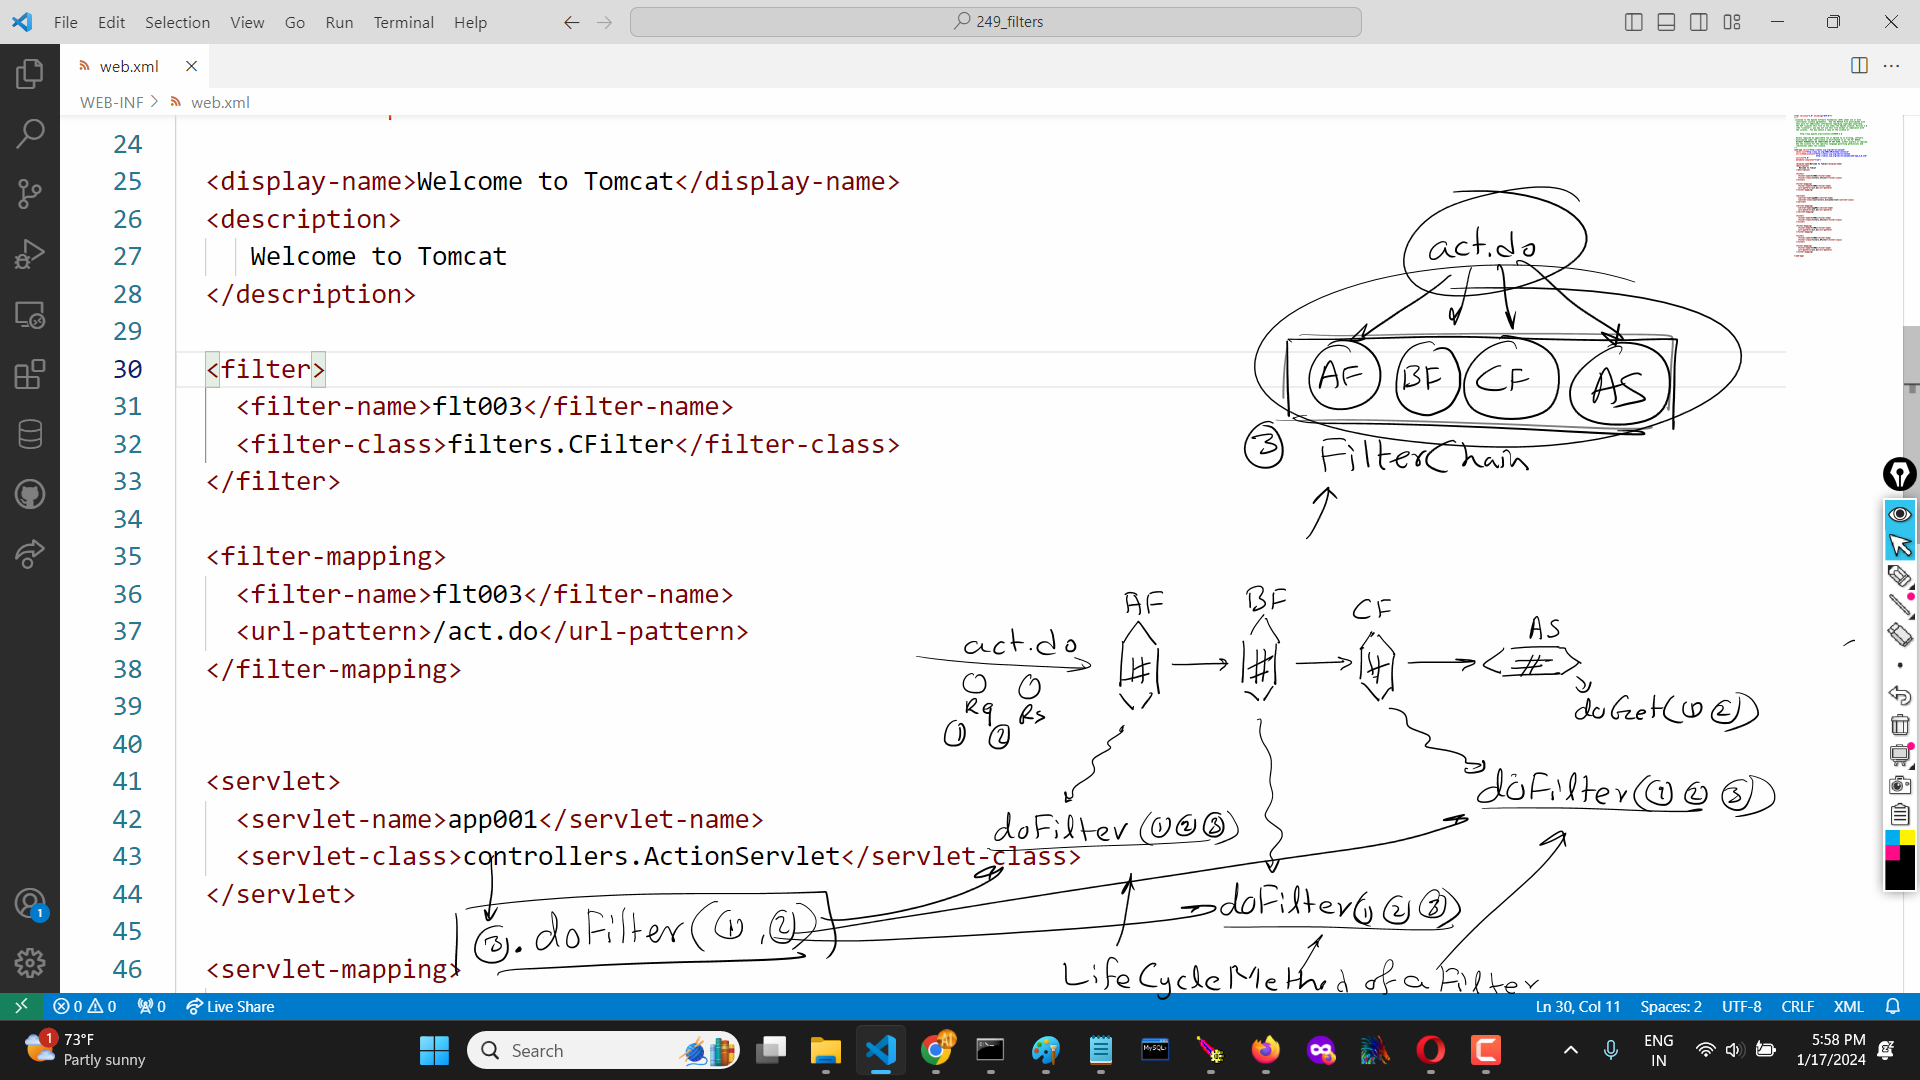 File Edit Selection View Go Run Terminal Help
249_filters
web.xml
WEB-INF > web.xml
24
25 <display-name>Welcome to Tomcat</display-name>
26 <description>
27 Welcome to Tomcat
28 </description>
29
30 <filter>
31 <filter-name>flt003</filter-name>
32 <filter-class>filters.CFilter</filter-class>
33 </filter>
34
35 <filter-mapping>
36 <filter-name>flt003</filter-name>
37 <url-pattern>/act.do</url-pattern>
38 </filter-mapping>
39
40
41 <servlet>
42 <servlet-name>app001</servlet-name>
43 <servlet-class>controllers.ActionServlet</servlet-class>
44 </servlet>
45
46 <servlet-mapping>
act.do
AF BF CF AS
3 FilterChain
AF BF CF AS
act.do
# # # #
Rq Rs
1 2
doGet(1 2)
doFilter(1 2 3)
doFilter(1 2 3)
doFilter(1 2 3)
3.doFilter(1,2)
LifeCycleMethod of a Filter
0 0 0 Live Share
Ln 30, Col 11 Spaces: 2 UTF-8 CRLF XML
1
1
73°F
Partly sunny
Search
MySQL
ENG
IN
5:58 PM
1/17/2024